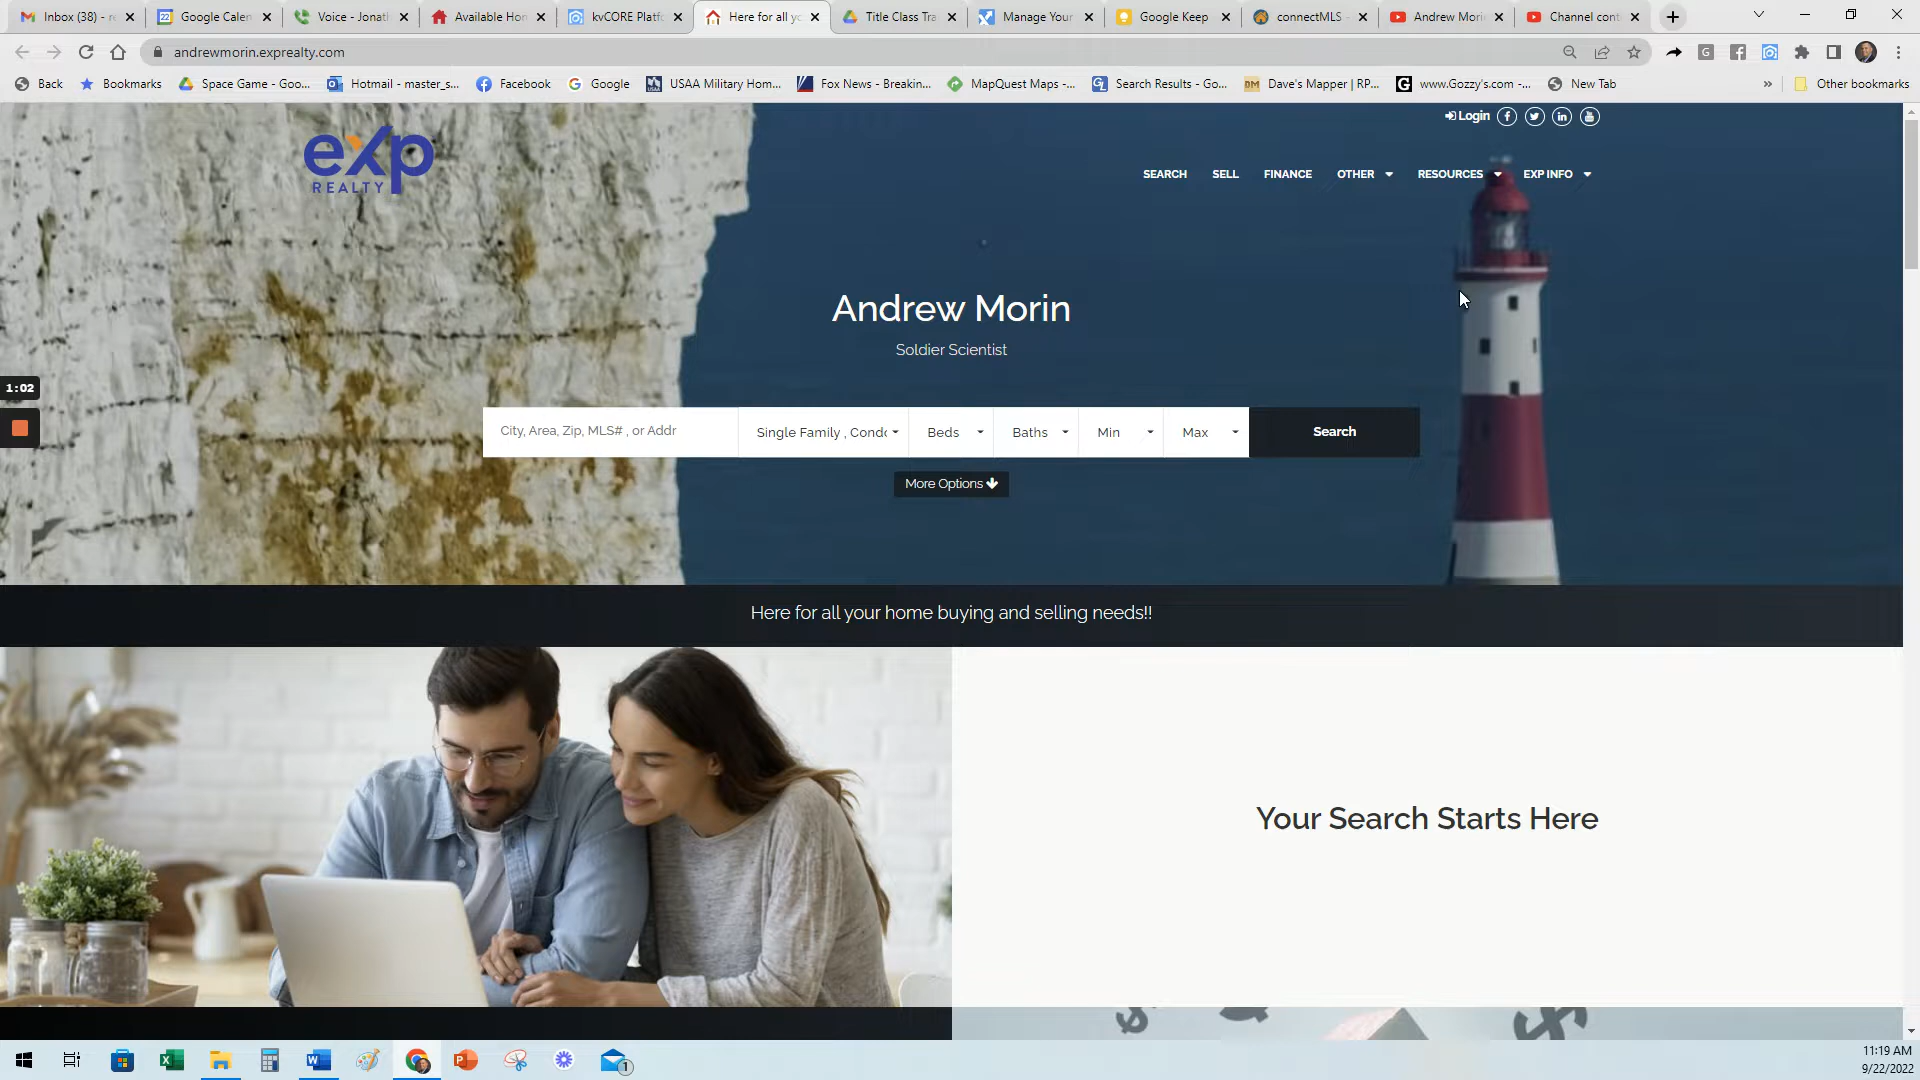 Inbox (38) - r
Google Calen
Voice - Jonat
Available Hon
kvCORE Platfo
Here for all yo
Title Class Tra
Manage Your
Google Keep
connectMLS -
Andrew Morin
Channel cont
andrewmorin.exprealty.com
Back
Bookmarks
Space Game - Goo...
Hotmail - master_s...
Facebook
Google
USAA Military Hom...
Fox News - Breakin...
MapQuest Maps -...
Search Results - Go...
Dave's Mapper | RP...
www.Gozzy's.com -...
New Tab
»
Other bookmarks
Login
exp
REALTY
SEARCH
SELL
FINANCE
OTHER
RESOURCES
EXP INFO
Andrew Morin
Soldier Scientist
1:02
City, Area, Zip, MLS# , or Addr
Single Family , Condo
Beds
Baths
Min
Max
Search
More Options
Here for all your home buying and selling needs!!
Your Search Starts Here
11:19 AM
9/22/2022